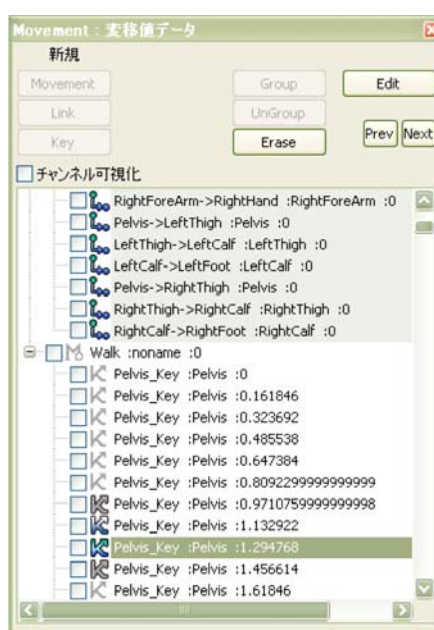 Movement : 変移値データ
新規
Movement Group Edit
Link UnGroup
Key Erase Prev Next
チャンネル可視化
RightForeArm->RightHand :RightForeArm :0
Pelvis->LeftThigh :Pelvis :0
LeftThigh->LeftCalf :LeftThigh :0
LeftCalf->LeftFoot :LeftCalf :0
Pelvis->RightThigh :Pelvis :0
RightThigh->RightCalf :RightThigh :0
RightCalf->RightFoot :RightCalf :0
Walk :noname :0
Pelvis_Key :Pelvis :0
Pelvis_Key :Pelvis :0.161846
Pelvis_Key :Pelvis :0.323692
Pelvis_Key :Pelvis :0.485538
Pelvis_Key :Pelvis :0.647384
Pelvis_Key :Pelvis :0.8092299999999999
Pelvis_Key :Pelvis :0.9710759999999998
Pelvis_Key :Pelvis :1.132922
Pelvis_Key :Pelvis :1.294768
Pelvis_Key :Pelvis :1.456614
Pelvis_Key :Pelvis :1.61846